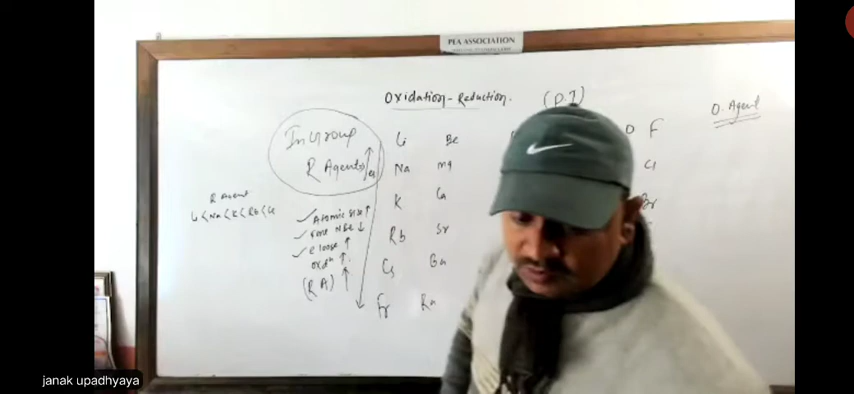 PEA ASSOCIATION
Oxidation-Reduction. (P.I)
O. Agent
In Group
R Agent
Li Be
Na Mg
K Ca
Rb Sr
Cs Ba
Fr Ra
O F
Cl
Br
R Agent
Li < Na < K < Rb < Cs
✓ Atomic size ↑
✓ Force ↓
✓ e loose ↑
oxdn ↑.
(RA) ↑
janak upadhyaya